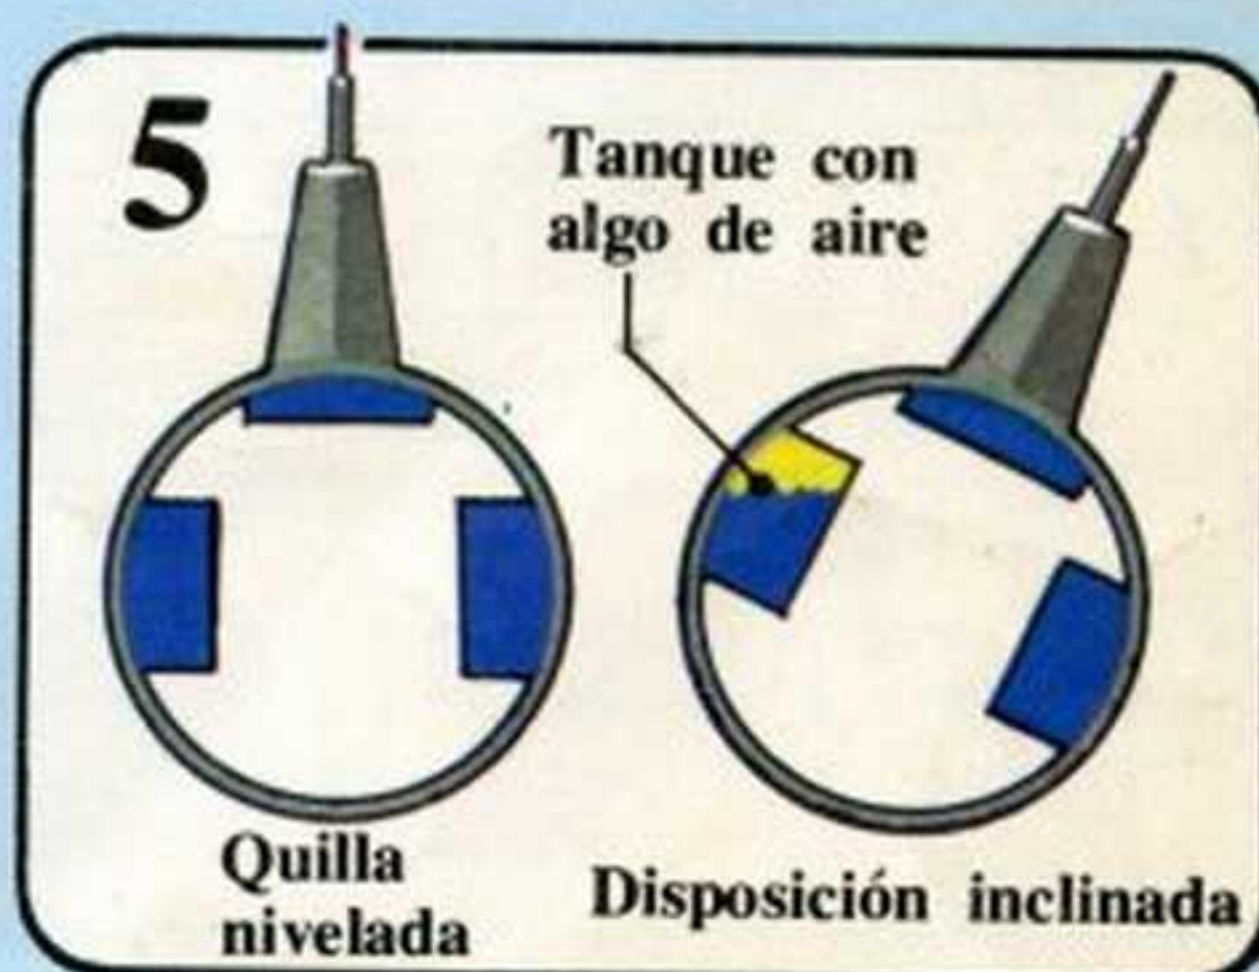 5
Tanque con
algo de aire
Quilla
nivelada
Disposición inclinada